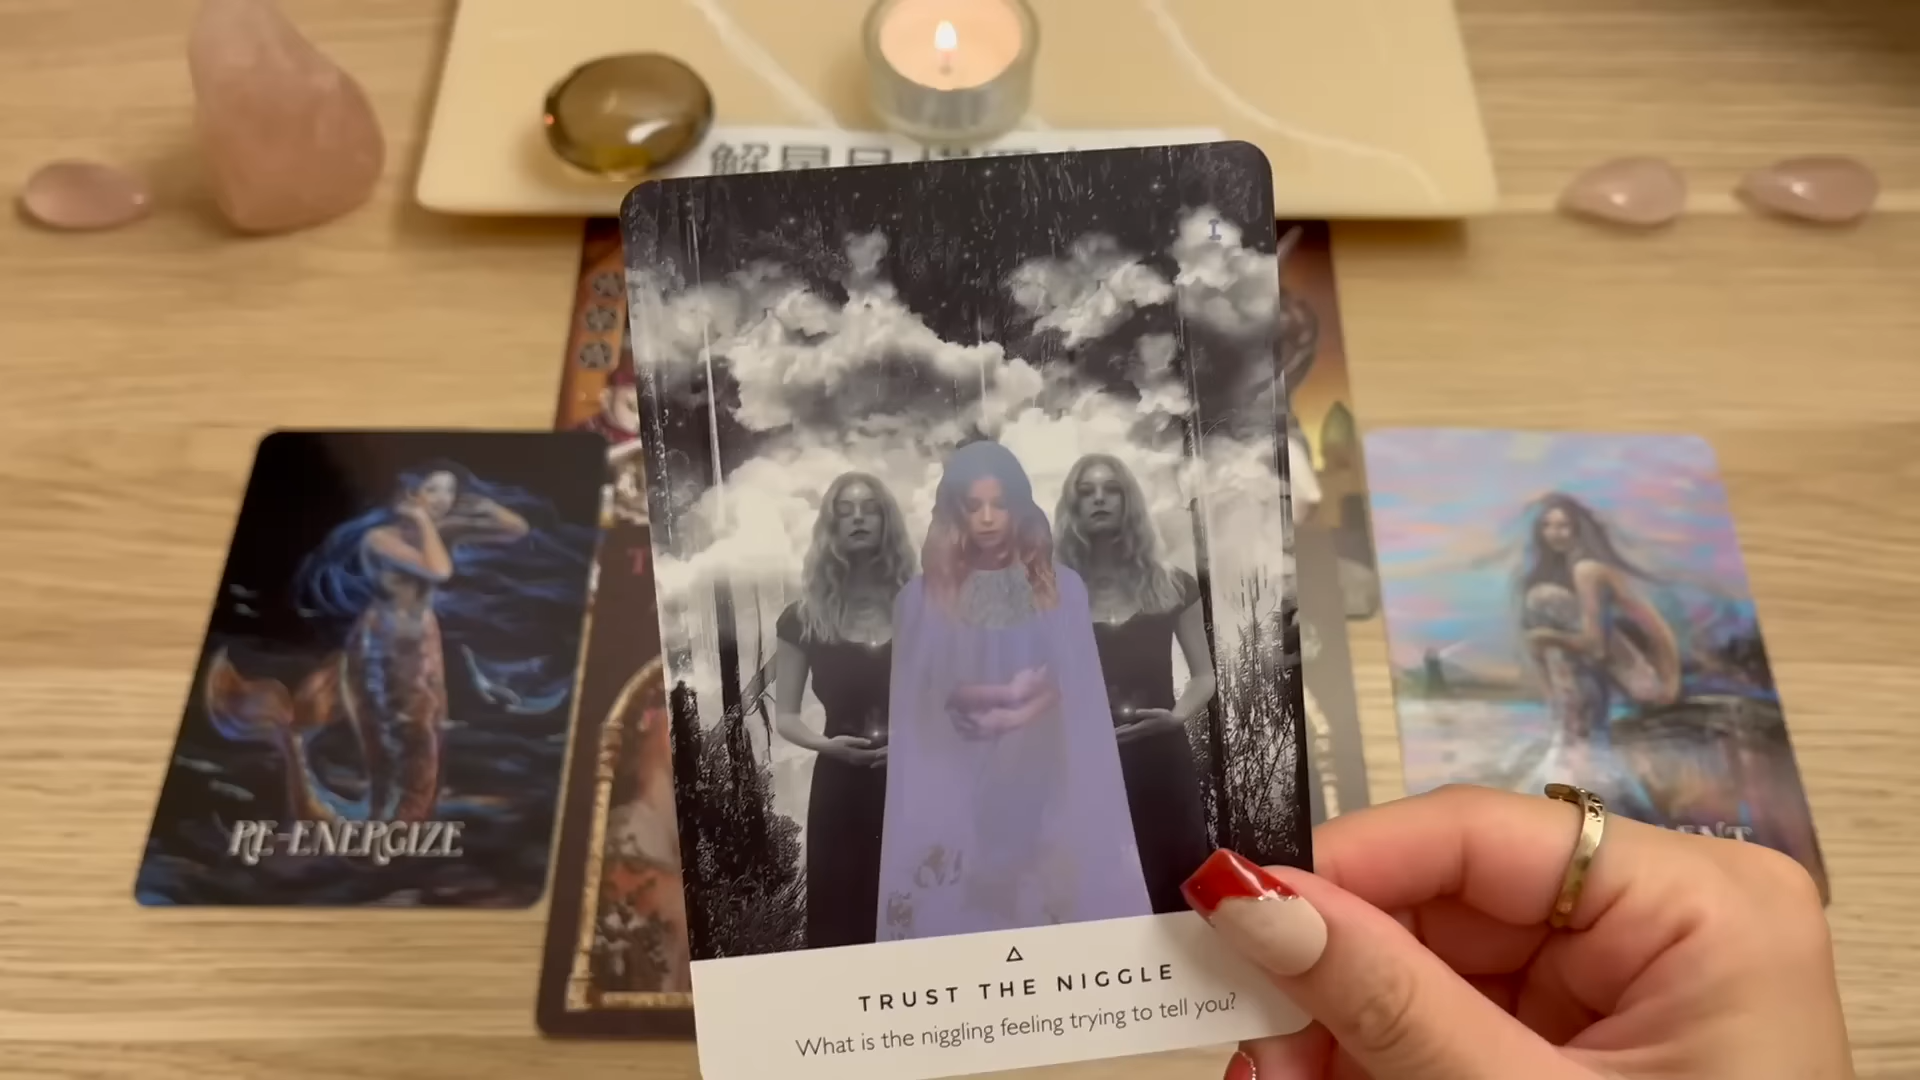 I
RE-ENERGIZE
TRUST THE NIGGLE
What is the niggling feeling trying to tell you?